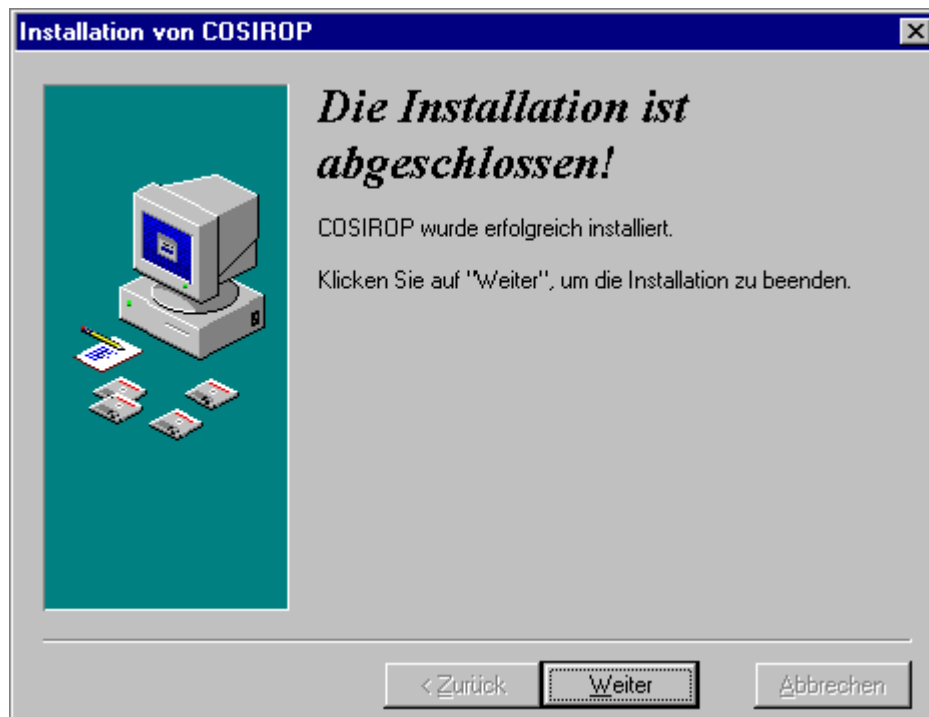 Installation von COSIROP
Die Installation ist
abgeschlossen!
COSIROP wurde erfolgreich installiert.
Klicken Sie auf "Weiter", um die Installation zu beenden.
< Zurück
Weiter
Abbrechen